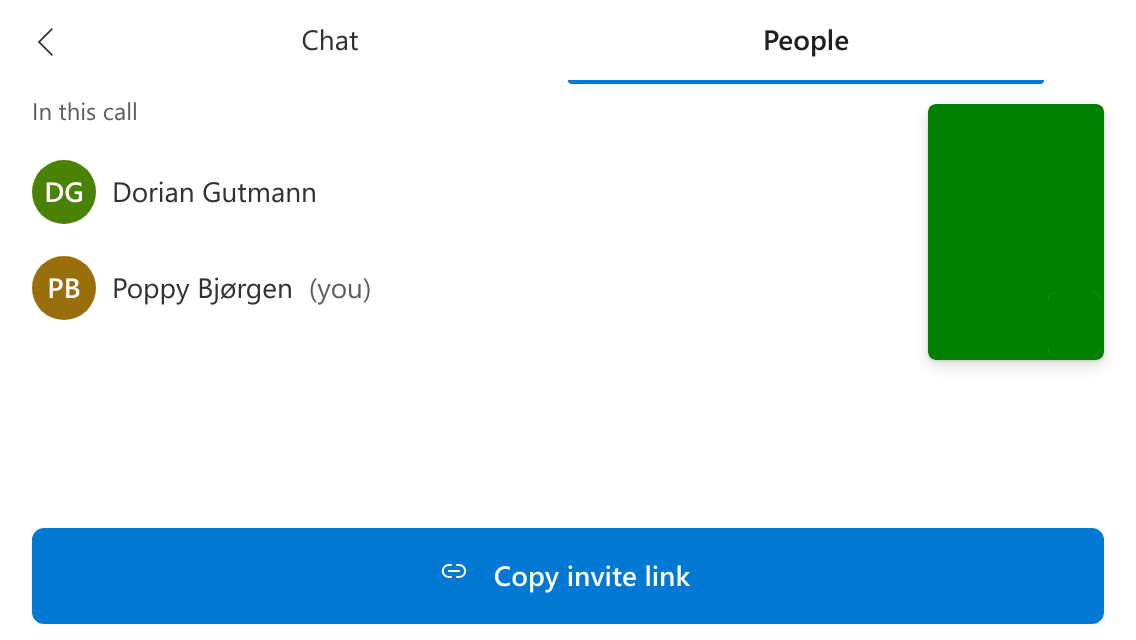 Chat
People
In this call
DG Dorian Gutmann
PB Poppy Bjørgen (you)
Copy invite link